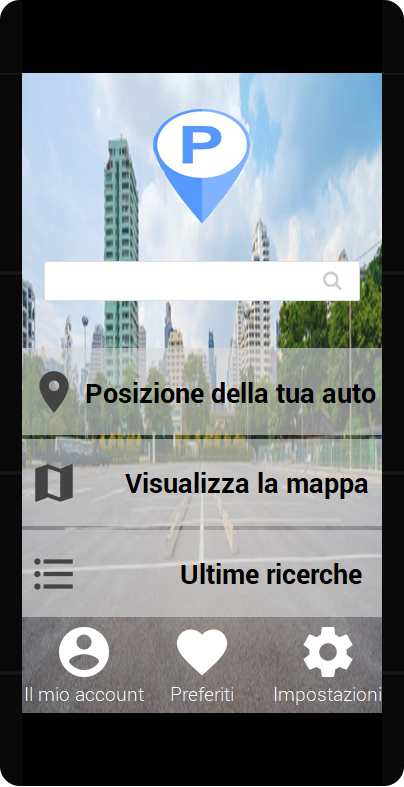 P
Posizione della tua auto
Visualizza la mappa
Ultime ricerche
Il mio account
Preferiti
Impostazioni